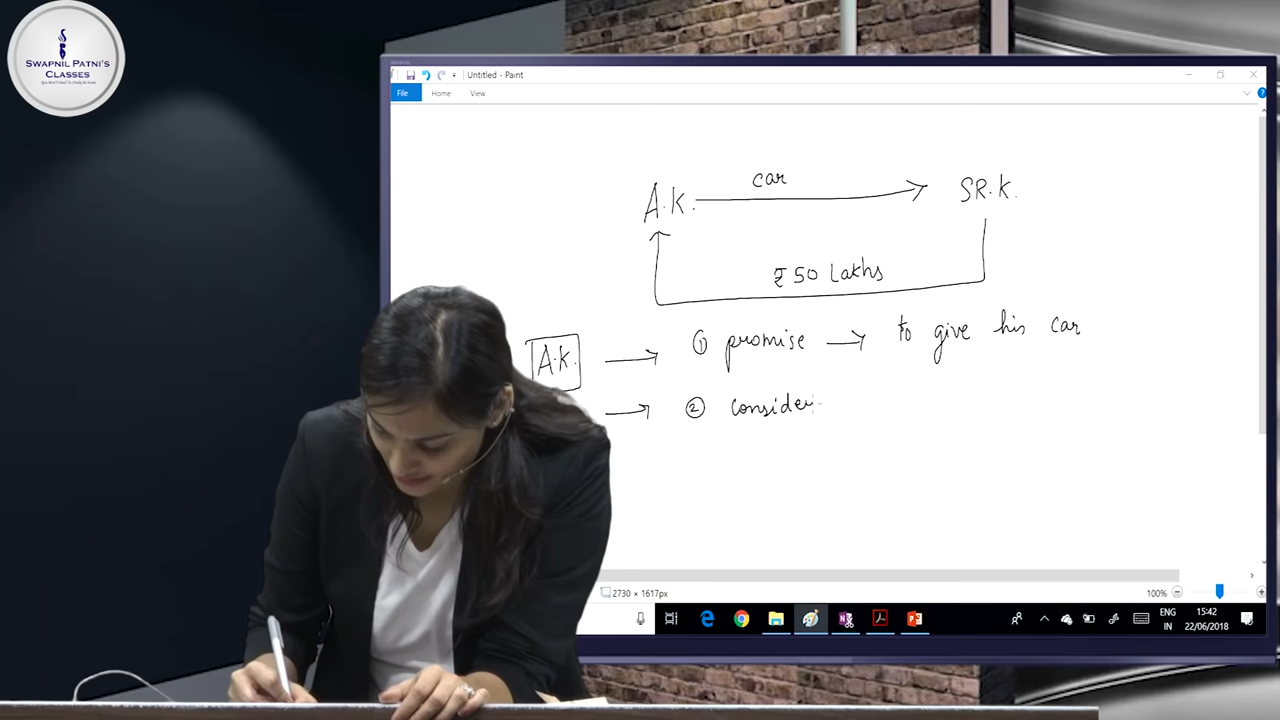 SWAPNIL PATNI'S
CLASSES
Untitled - Paint
File Home View
car
A.K. SR.K.
₹50 Lakhs
A.K. → ① promise → to give his car
→ ② consider
2730 × 1617px
100%
ENG
IN
15:42
22/06/2018